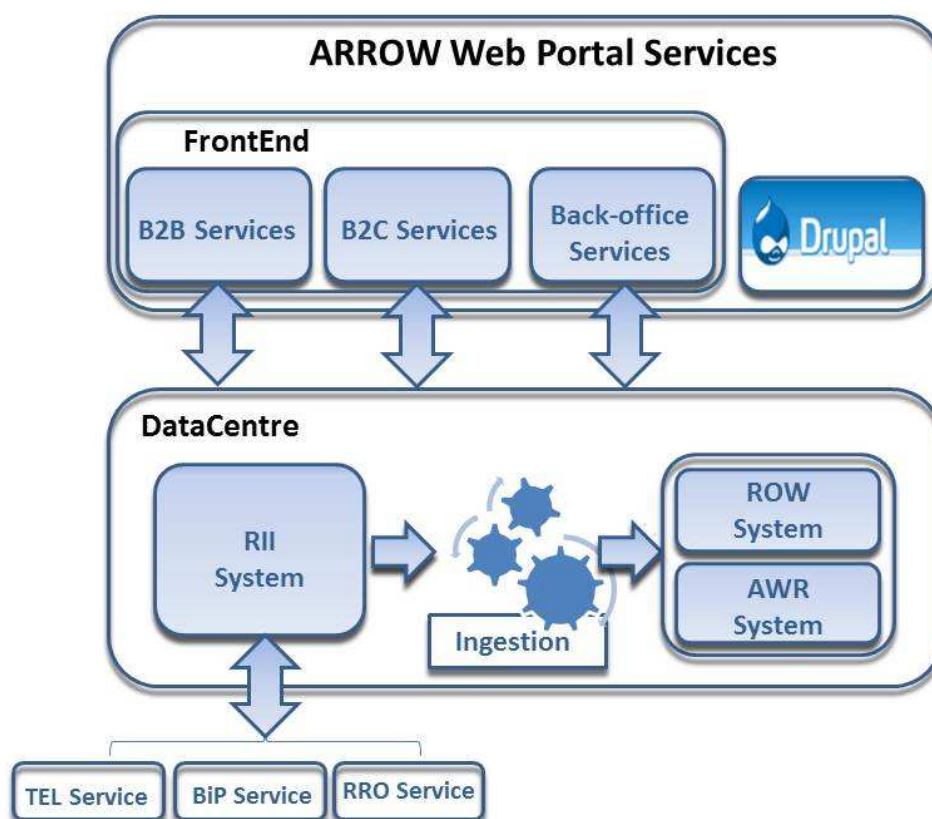 ARROW Web Portal Services
FrontEnd
B2B Services
B2C Services
Back-office
Services
Drupal
DataCentre
RII
System
Ingestion
ROW
System
AWR
System
TEL Service
BiP Service
RRO Service